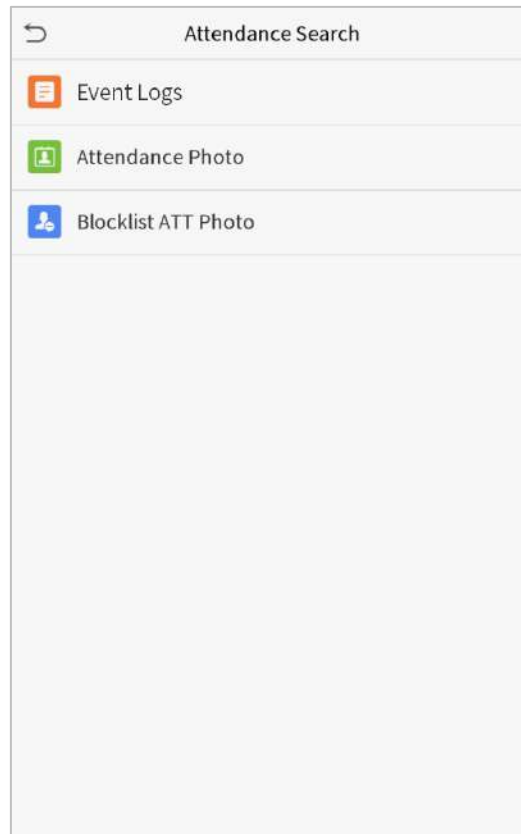 Attendance Search
Event Logs
Attendance Photo
Blocklist ATT Photo